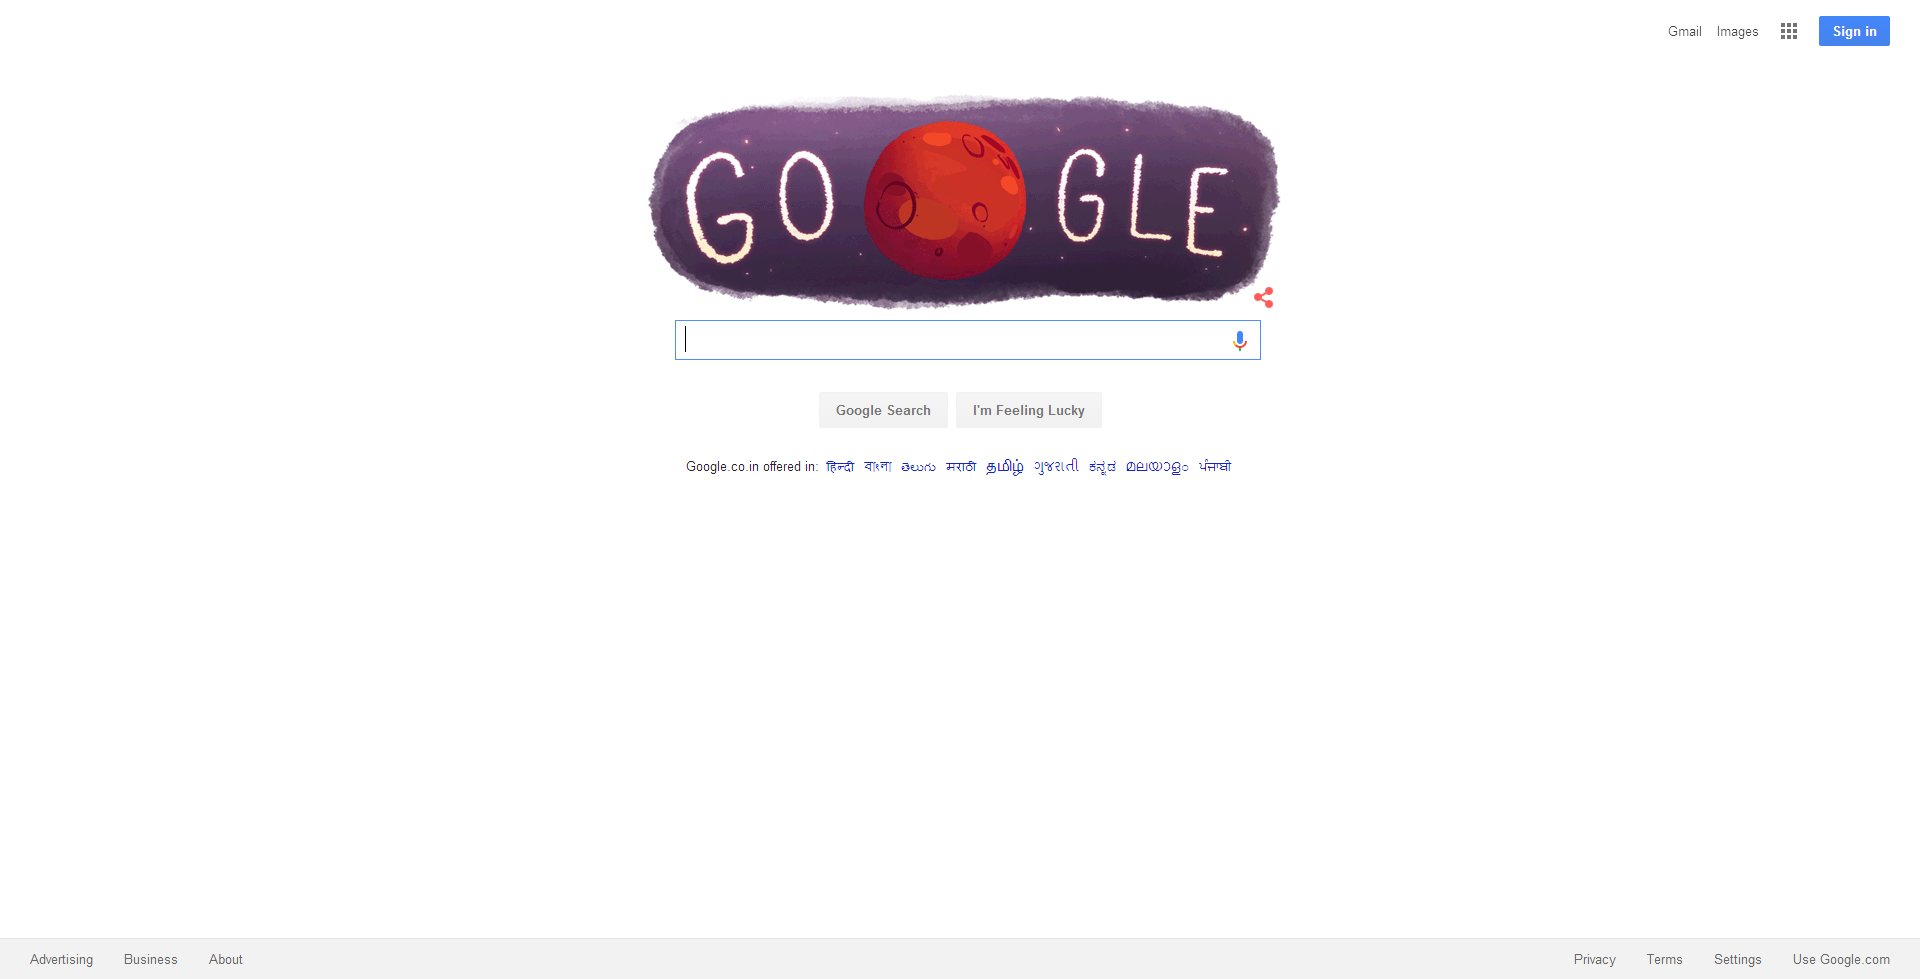 Gmail Images Sign in
GO GLE
Google Search I'm Feeling Lucky
Google.co.in offered in: हिन्दी বাংলা తెలుగు मराठी தமிழ் ગુજરાતી ಕನ್ನಡ മലയാളം ਪੰਜਾਬੀ
Advertising Business About Privacy Terms Settings Use Google.com